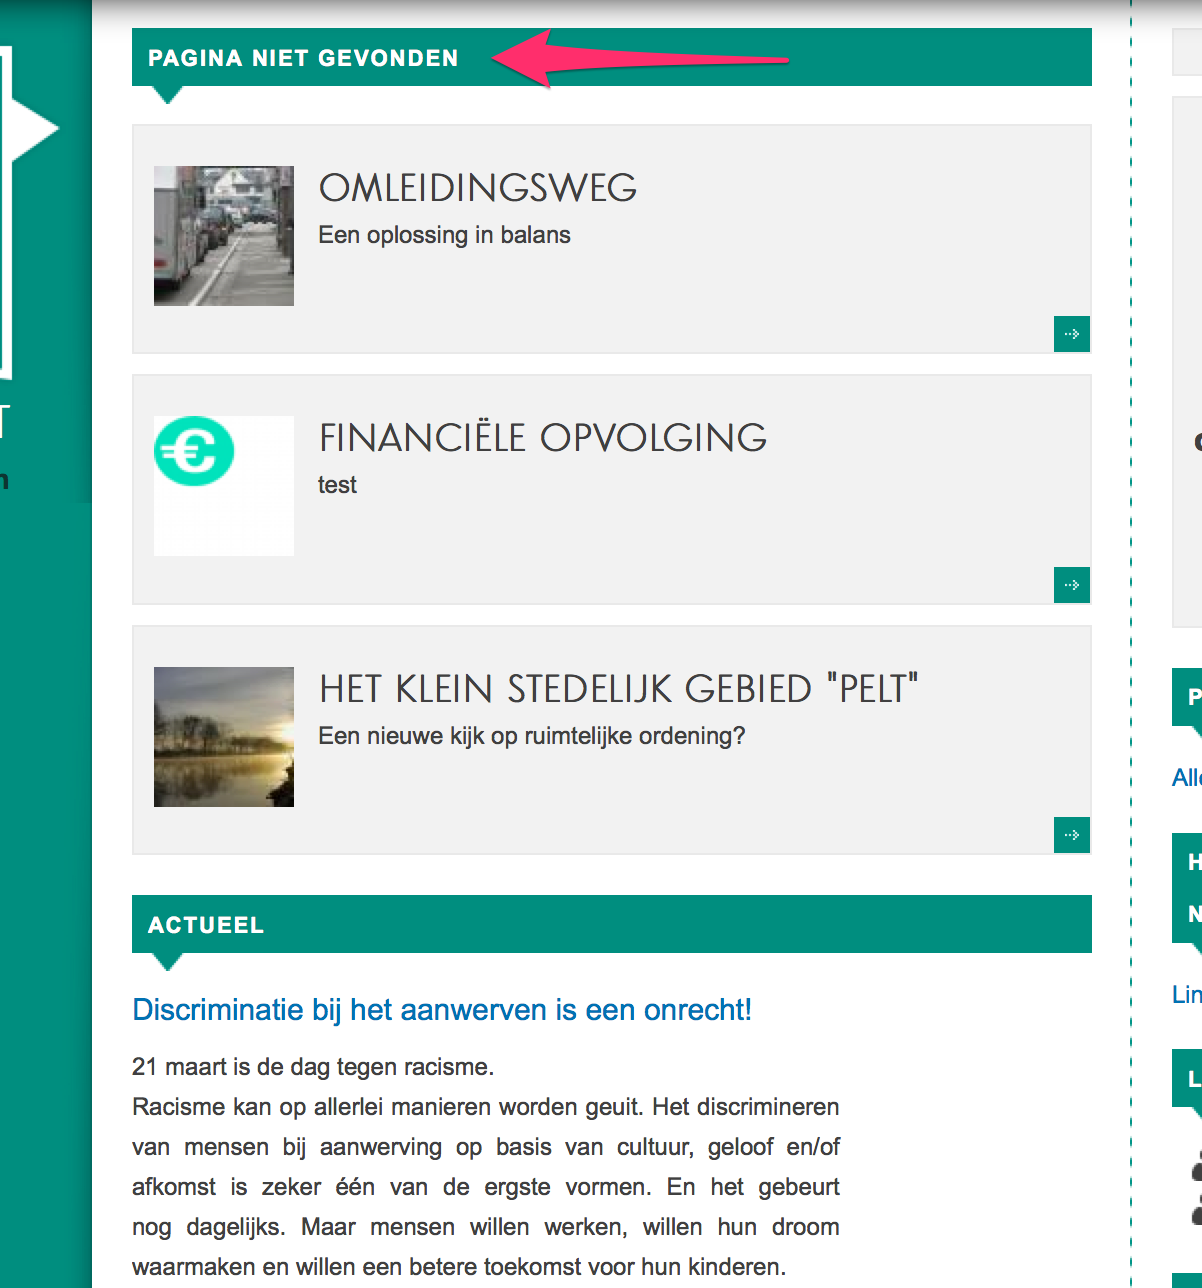 PAGINA NIET GEVONDEN
OMLEIDINGSWEG
Een oplossing in balans
FINANCIËLE OPVOLGING
test
HET KLEIN STEDELIJK GEBIED "PELT"
Een nieuwe kijk op ruimtelijke ordening?
ACTUEEL
Discriminatie bij het aanwerven is een onrecht!
21 maart is de dag tegen racisme.
Racisme kan op allerlei manieren worden geuit. Het discrimineren
van mensen bij aanwerving op basis van cultuur, geloof en/of
afkomst is zeker één van de ergste vormen. En het gebeurt
nog dagelijks. Maar mensen willen werken, willen hun droom
waarmaken en willen een betere toekomst voor hun kinderen.